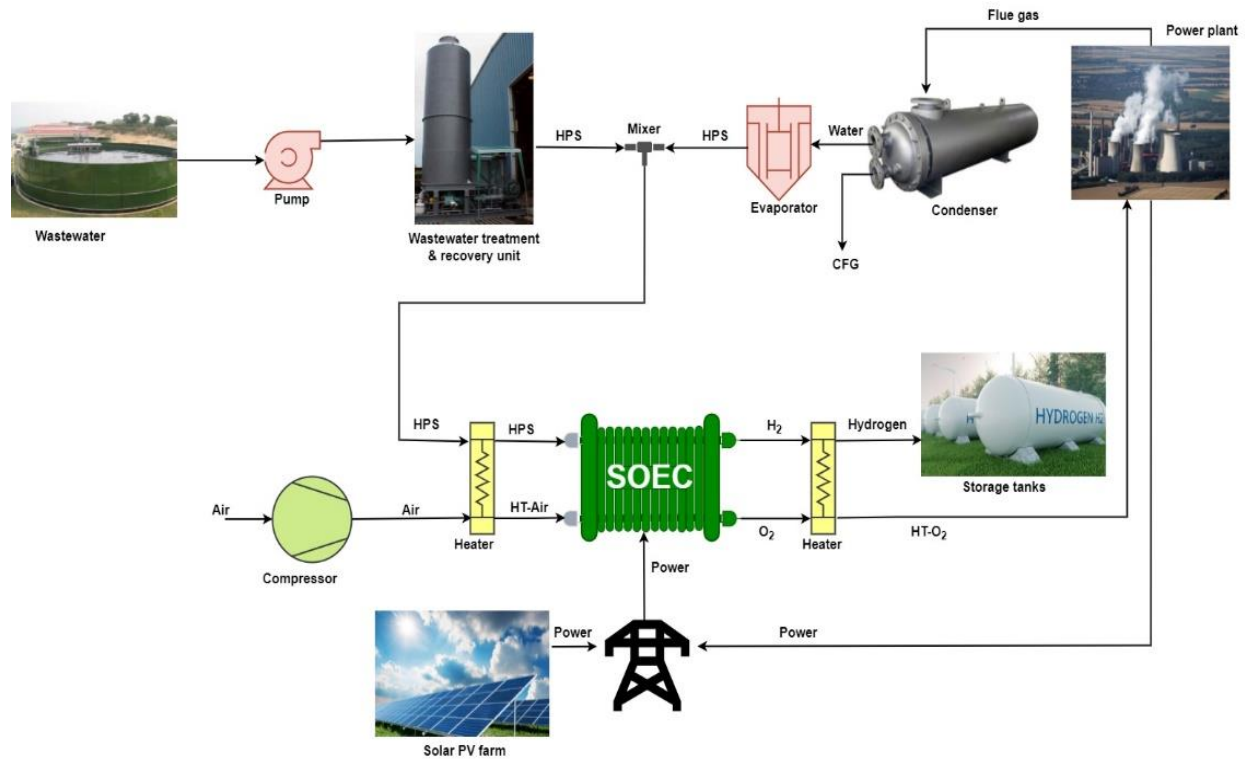 Flue gas
Power plant
HPS
Mixer
HPS
Water
Pump
Evaporator
Condenser
Wastewater
Wastewater treatment
& recovery unit
CFG
HPS
HPS
H2
Hydrogen
HYDROGEN H2
SOEC
Storage tanks
Air
Air
HT-Air
O2
HT-O2
Heater
Heater
Compressor
Power
Power
Power
Solar PV farm